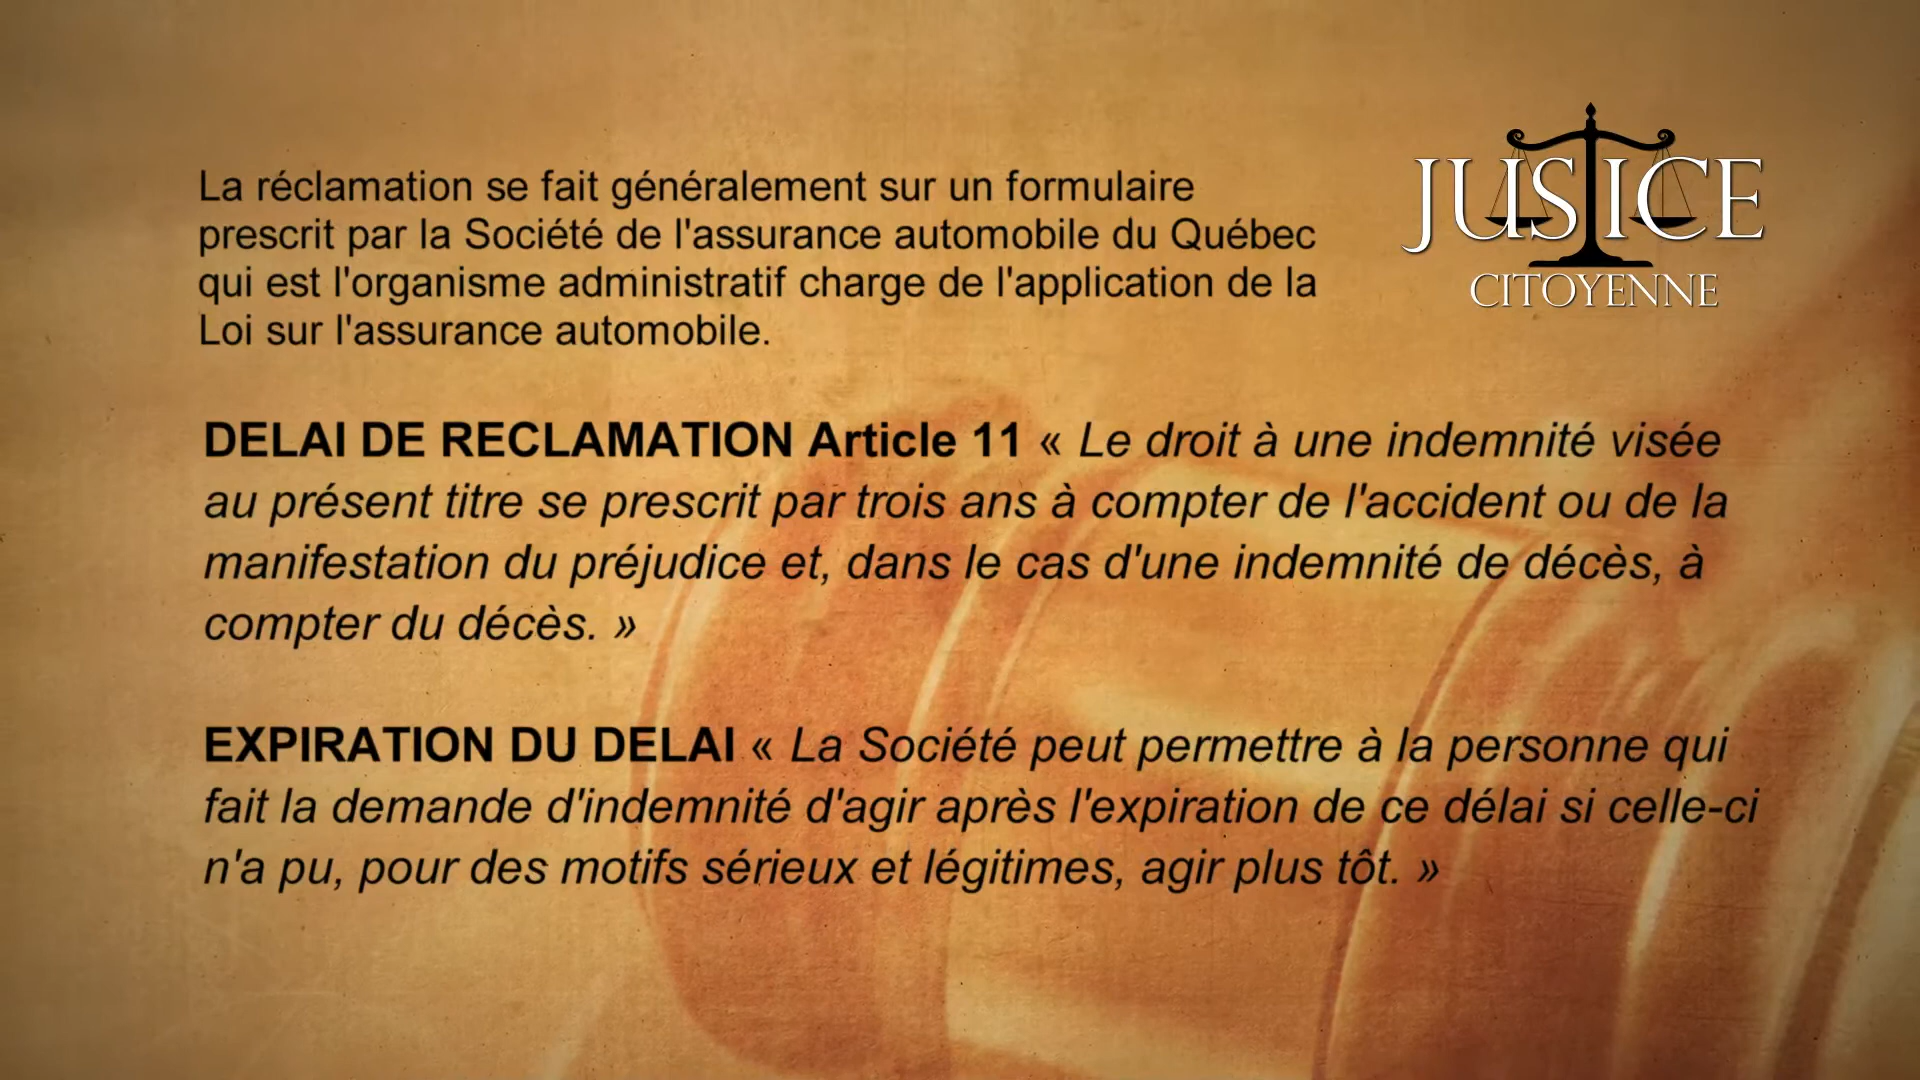 La réclamation se fait généralement sur un formulaire
prescrit par la Société de l'assurance automobile du Québec
qui est l'organisme administratif charge de l'application de la
Loi sur l'assurance automobile.
JUSTICE
CITOYENNE
DELAI DE RECLAMATION Article 11 « Le droit à une indemnité visée
au présent titre se prescrit par trois ans à compter de l'accident ou de la
manifestation du préjudice et, dans le cas d'une indemnité de décès, à
compter du décès. »
EXPIRATION DU DELAI « La Société peut permettre à la personne qui
fait la demande d'indemnité d'agir après l'expiration de ce délai si celle-ci
n'a pu, pour des motifs sérieux et légitimes, agir plus tôt. »